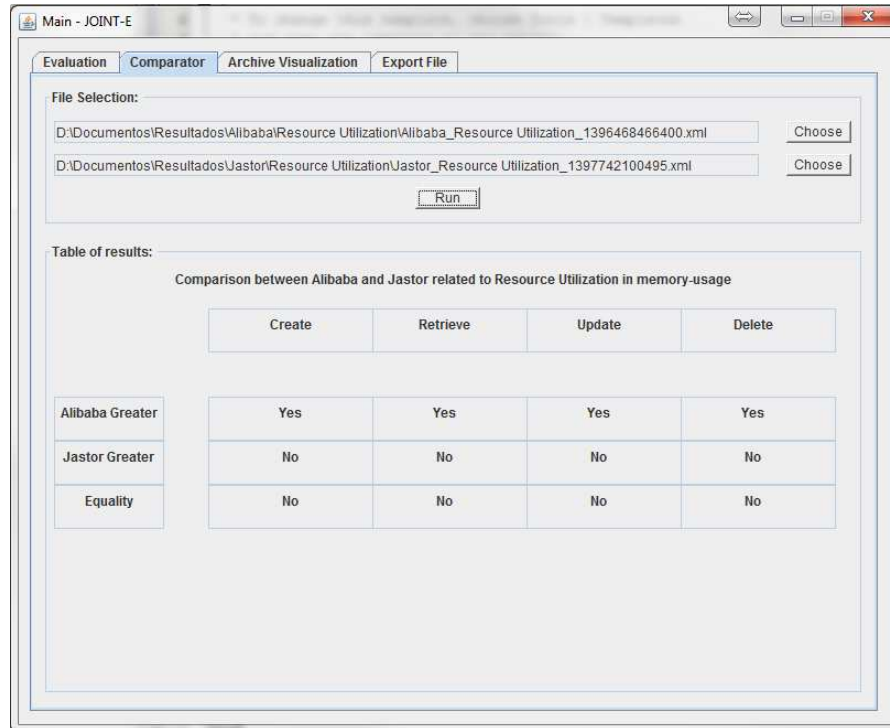 Main - JOINT-E
Evaluation Comparator Archive Visualization Export File
File Selection:
D:\Documentos\Resultados\Alibaba\Resource Utilization\Alibaba_Resource Utilization_1396468466400.xml Choose
D:\Documentos\Resultados\Jastor\Resource Utilization\Jastor_Resource Utilization_1397742100495.xml Choose
Run
Table of results:
Comparison between Alibaba and Jastor related to Resource Utilization in memory-usage
Create Retrieve Update Delete
Alibaba Greater Yes Yes Yes Yes
Jastor Greater No No No No
Equality No No No No